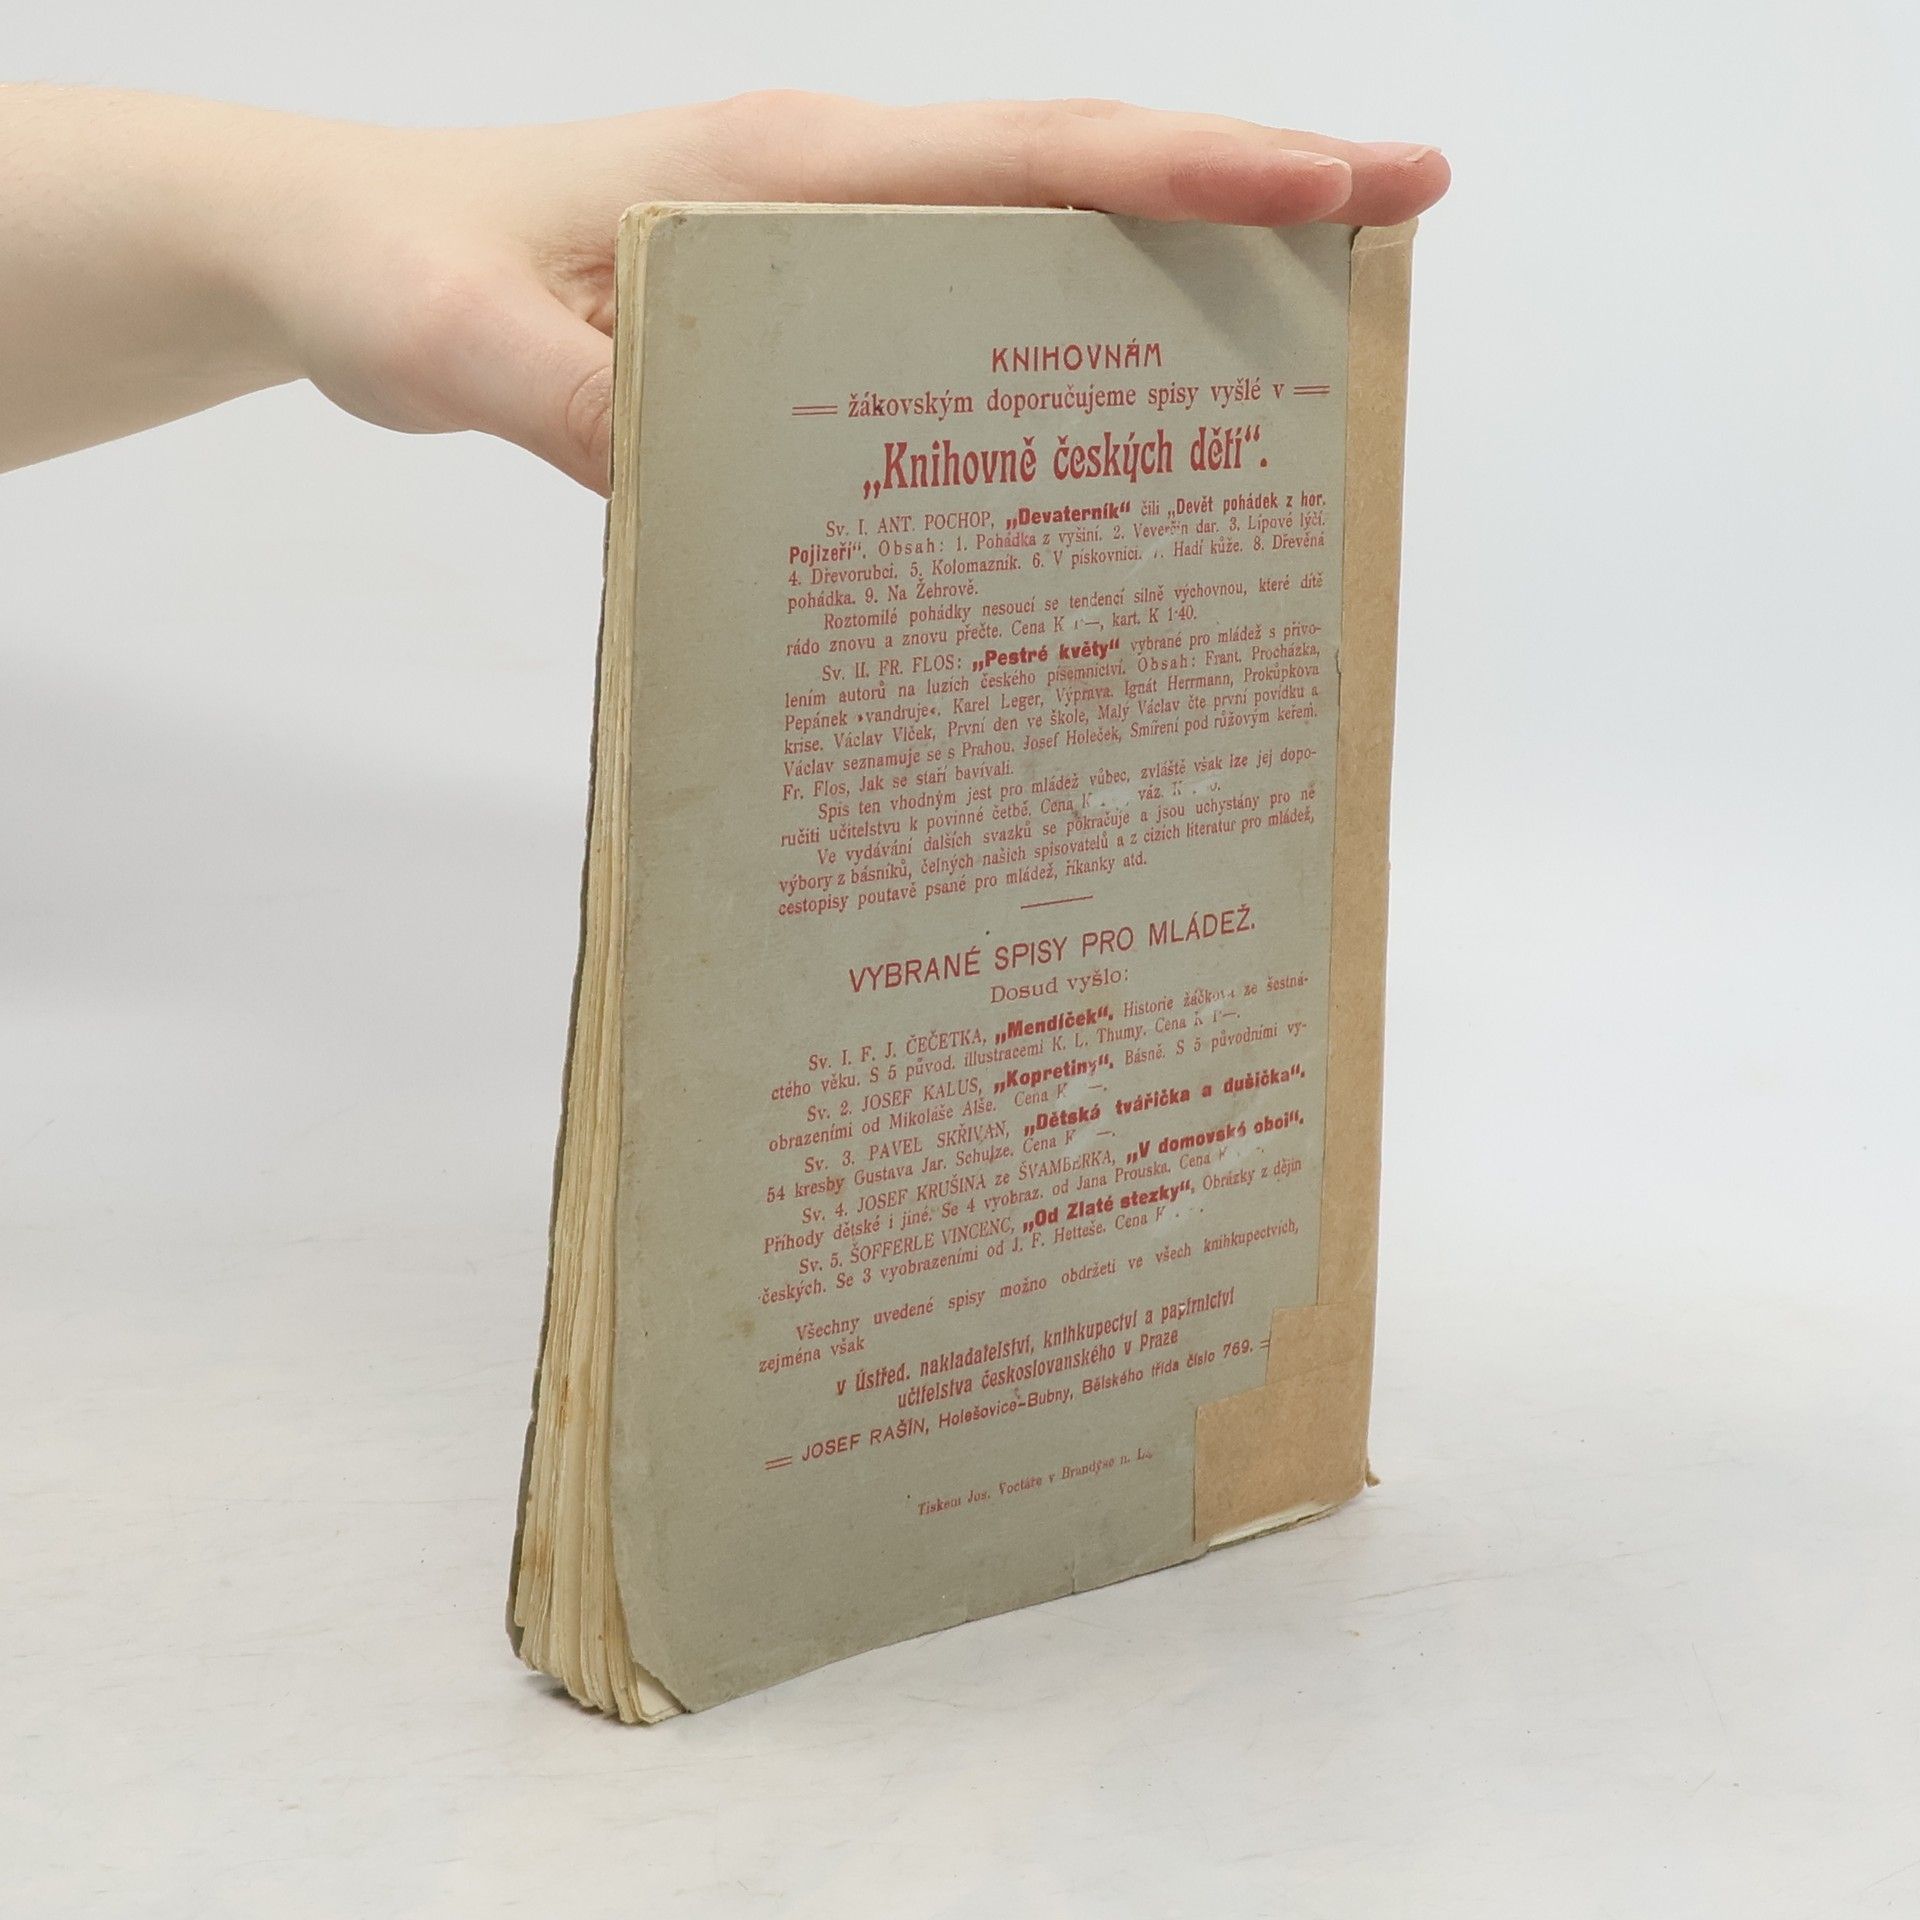 KNIHOVNÁM
žákovským doporučujeme spisy vyšlé v
„Knihovně českých dětí“.
Sv. I. ANT. POCHOP, „Devaterník“ čili „Devět pohádek z hor.
Pojizeří“. Obsah: 1. Pohádka z výšiní. 2. Veverčin dar. 3. Lípové lýčí.
4. Dřevorubci. 5. Kolomazník. 6. V pískovnici. 7. Hadí kůže. 8. Dřevěná
pohádka. 9. Na Žehrově.
Roztomilé pohádky nesoucí se tendencí silně výchovnou, které dítě
rádo znovu a znovu přečte. Cena K 1—, kart. K 1·40.
Sv. II. FR. FLOS: „Pestré květy“ vybrané pro mládež s přivo-
lením autorů na luzích českého písemnictví. Obsah: Frant. Procházka,
Pepánek »vandruje«. Karel Leger, Výprava. Ignát Herrmann, Prokůpkova
krise. Václav Vlček, První den ve škole, Malý Václav čte první povídku a
Václav seznamuje se s Prahou. Josef Holeček, Smíření pod růžovým keřem.
Fr. Flos, Jak se staří bavívali.
Spis ten vhodným jest pro mládež vůbec, zvláště však lze jej dopo-
ručiti učitelstvu k povinné četbě. Cena K váz. K
Ve vydávání dalších svazků se pokračuje a jsou uchystány pro ně
výbory z básníků, čelných našich spisovatelů a z cizích literatur pro mládež,
cestopisy poutavě psané pro mládež, říkanky atd.
VYBRANÉ SPISY PRO MLÁDEŽ.
Dosud vyšlo:
Sv. I. F. J. ČEČETKA, „Mendíček“. Historie žáčkova ze šestná-
ctého věku. S 5 původ. illustracemi K. L. Thumy. Cena K 1—.
Sv. 2. JOSEF KALUS, „Kopretiny“. Básně. S 5 původními vy-
obrazeními od Mikoláše Alše. Cena K —.
Sv. 3. PAVEL SKŘIVAN, „Dětská tvářička a dušička“.
54 kresby Gustava Jar. Schulze. Cena K —.
Sv. 4. JOSEF KRUŠINA ze ŠVAMBERKA, „V domovské obci“.
Příhody dětské i jiné. Se 4 vyobraz. od Jana Prouska. Cena K
Sv. 5. ŠOFFERLE VINCENC, „Od Zlaté stezky“, Obrázky z dějin
českých. Se 3 vyobrazeními od J. F. Hetteše. Cena K
Všechny uvedené spisy možno obdržeti ve všech knihkupectvích,
zejména však
v Ústřed. nakladatelství, knihkupectví a papírnictví
učitelstva českoslovanského v Praze
JOSEF RAŠÍN, Holešovice-Bubny, Bělského třída číslo 769.
Tiskem Jos. Voctáře v Brandýse n. L.